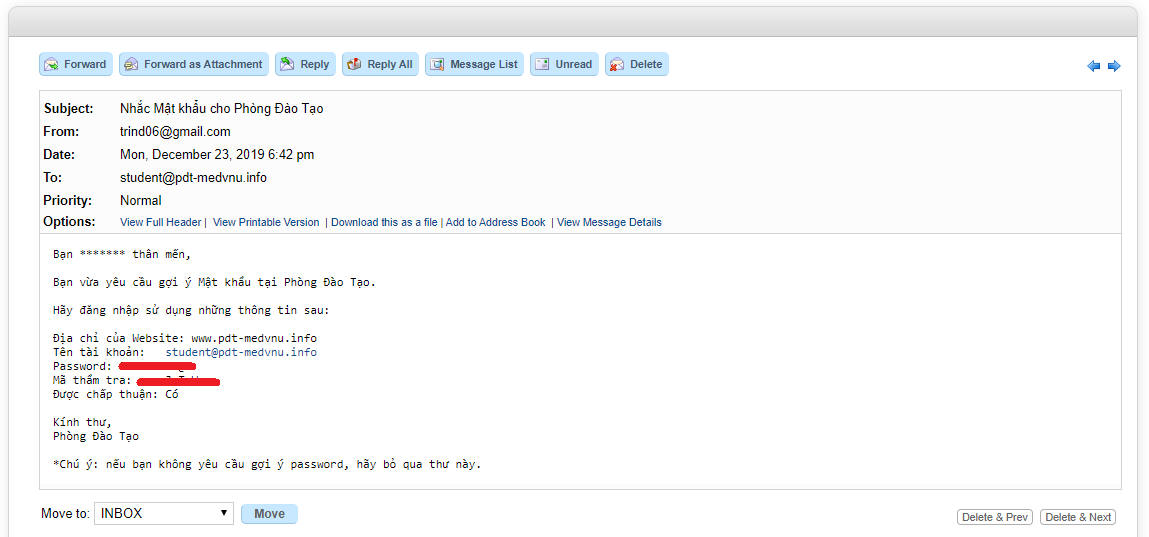 Forward Forward as Attachment Reply Reply All Message List Unread Delete
Subject: Nhắc Mật khẩu cho Phòng Đào Tạo
From: trind06@gmail.com
Date: Mon, December 23, 2019 6:42 pm
To: student@pdt-medvnu.info
Priority: Normal
Options: View Full Header | View Printable Version | Download this as a file | Add to Address Book | View Message Details
Bạn ******* thân mến,
Bạn vừa yêu cầu gợi ý Mật khẩu tại Phòng Đào Tạo.
Hãy đăng nhập sử dụng những thông tin sau:
Địa chỉ của Website: www.pdt-medvnu.info
Tên tài khoản: student@pdt-medvnu.info
Password:
Mã thẩm tra:
Được chấp thuận: Có
Kính thư,
Phòng Đào Tạo
*Chú ý: nếu bạn không yêu cầu gợi ý password, hãy bỏ qua thư này.
Move to: INBOX Move Delete & Prev Delete & Next